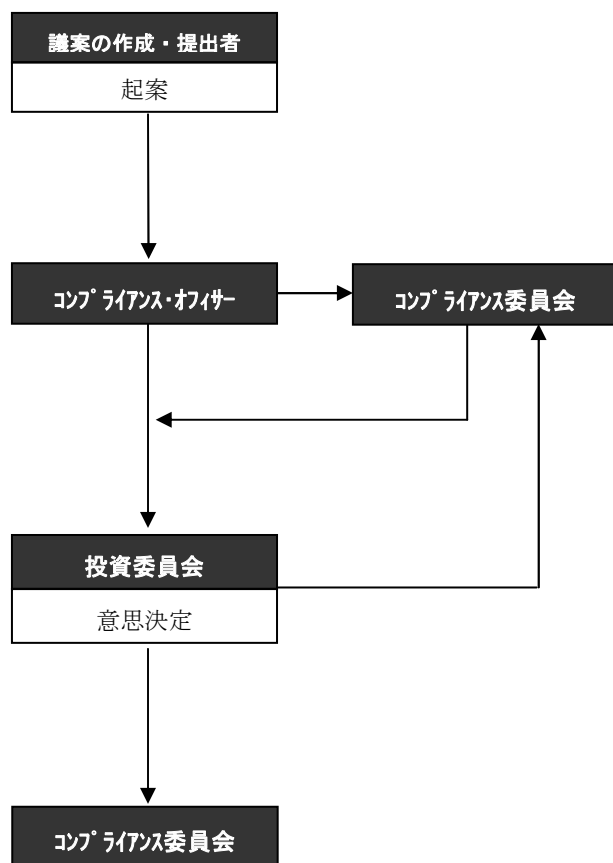 議案の作成・提出者
起案
ｺﾝﾌﾟﾗｲｱﾝｽ･ｵﾌｨｻｰ
ｺﾝﾌﾟﾗｲｱﾝｽ委員会
投資委員会
意思決定
ｺﾝﾌﾟﾗｲｱﾝｽ委員会